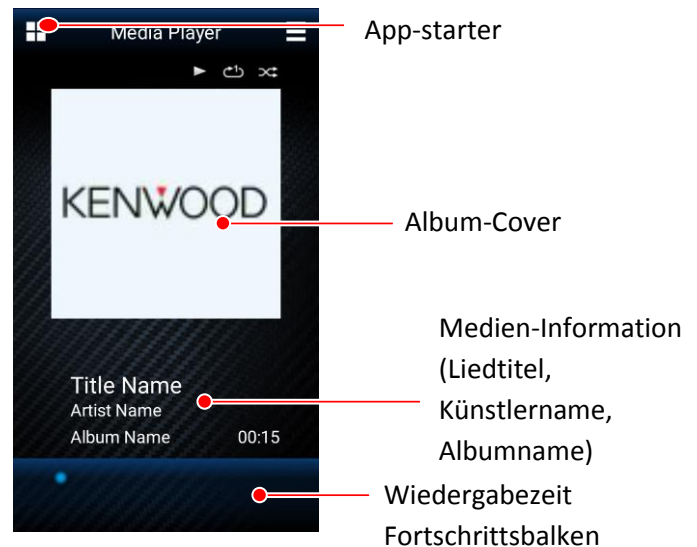 Media Player
App-starter
KENWOOD
Album-Cover
Title Name
Artist Name
Album Name 00:15
Medien-Information
(Liedtitel,
Künstlername,
Albumname)
Wiedergabezeit
Fortschrittsbalken